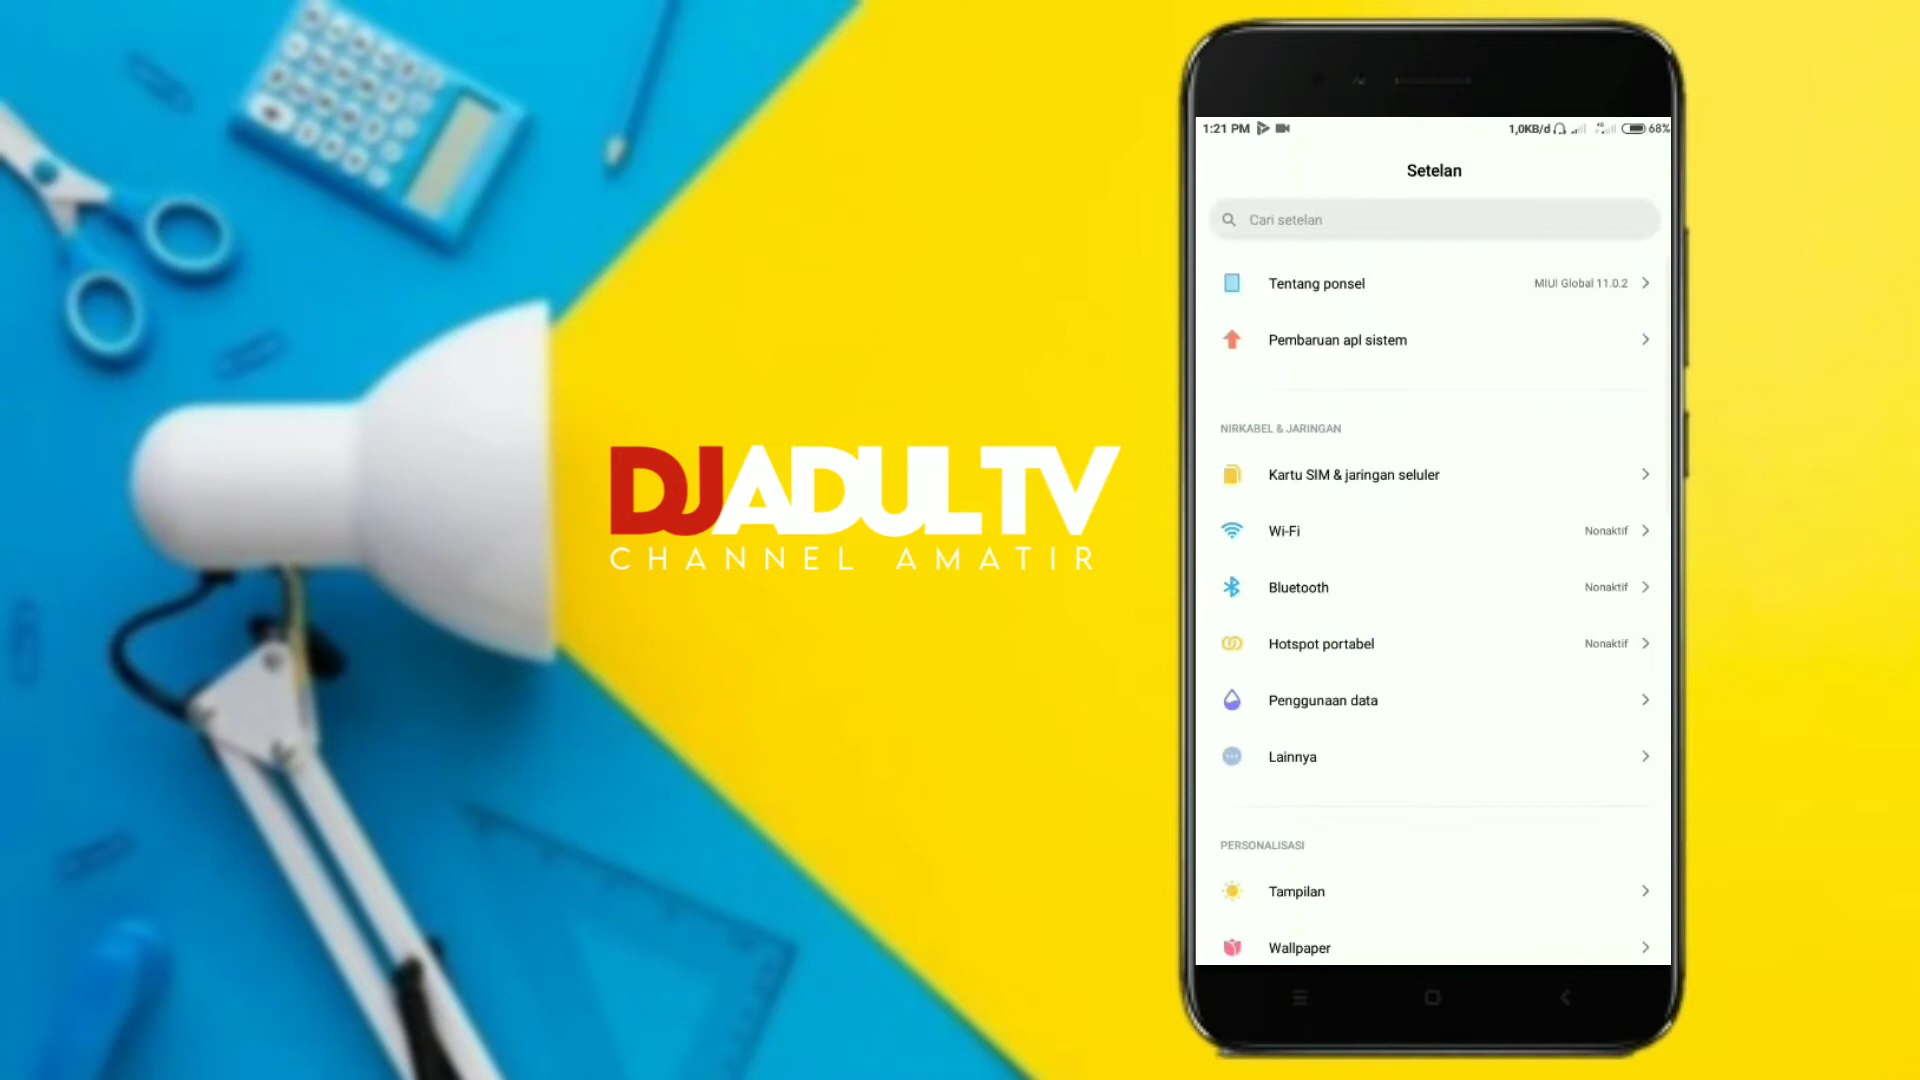 DJADULTV
CHANNEL AMATIR
1:21 PM 1,0KB/d 4G 68%
Setelan
Cari setelan
Tentang ponsel MIUI Global 11.0.2
Pembaruan apl sistem
NIRKABEL & JARINGAN
Kartu SIM & jaringan seluler
Wi-Fi Nonaktif
Bluetooth Nonaktif
Hotspot portabel Nonaktif
Penggunaan data
Lainnya
PERSONALISASI
Tampilan
Wallpaper